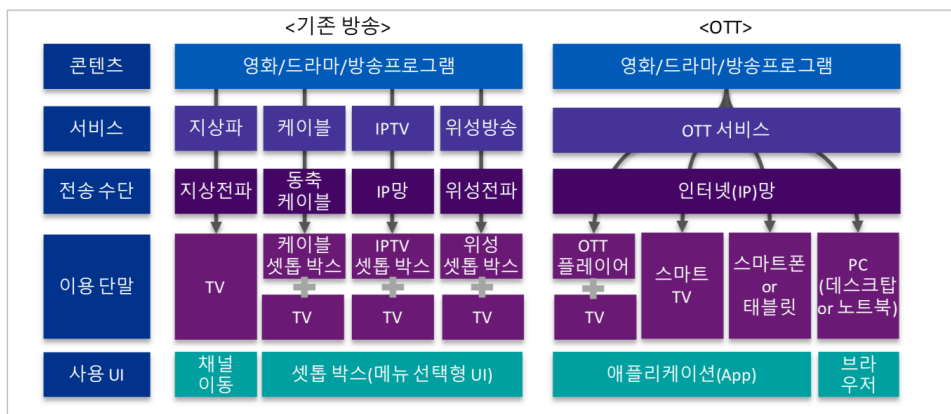 <기존 방송> <OTT>
콘텐츠 영화/드라마/방송프로그램 영화/드라마/방송프로그램
서비스 지상파 케이블 IPTV 위성방송 OTT 서비스
전송 수단 지상전파 동축 케이블 IP망 위성전파 인터넷(IP)망
이용 단말
TV
케이블
셋톱 박스
TV
IPTV
셋톱 박스
TV
위성
셋톱 박스
TV
OTT
플레이어
TV
스마트
TV
스마트폰
or
태블릿
PC
(데스크탑
or 노트북)
사용 UI
채널
이동
셋톱 박스(메뉴 선택형 UI)
애플리케이션(App)
브라
우저